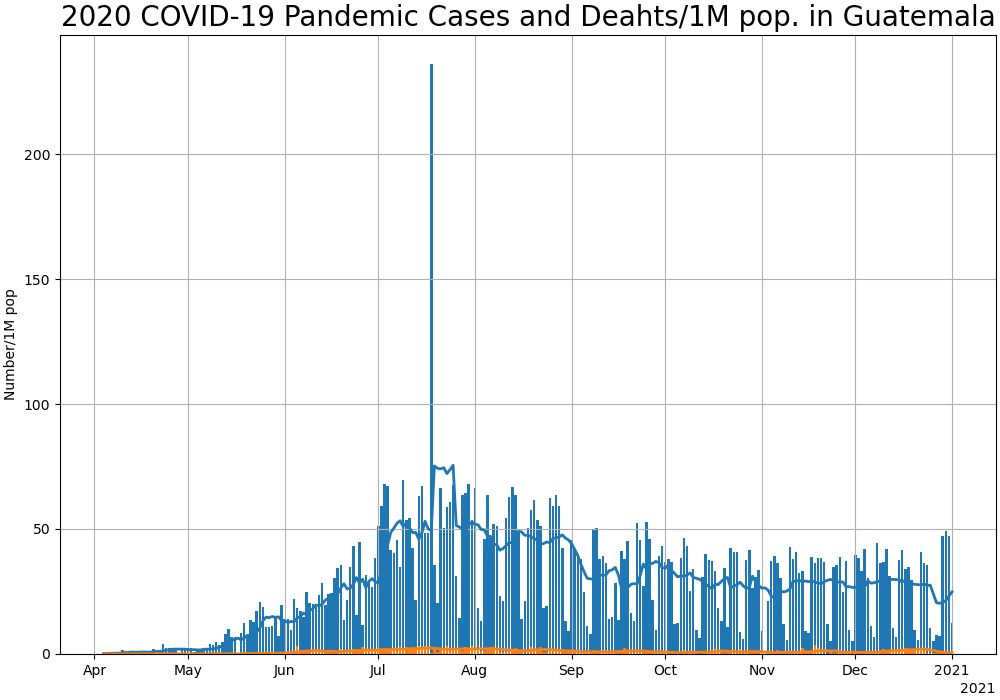 2020 COVID-19 Pandemic Cases and Deahts/1M pop. in Guatemala
Number/1M pop
200
150
100
50
0
Apr May Jun Jul Aug Sep Oct Nov Dec 2021
2021